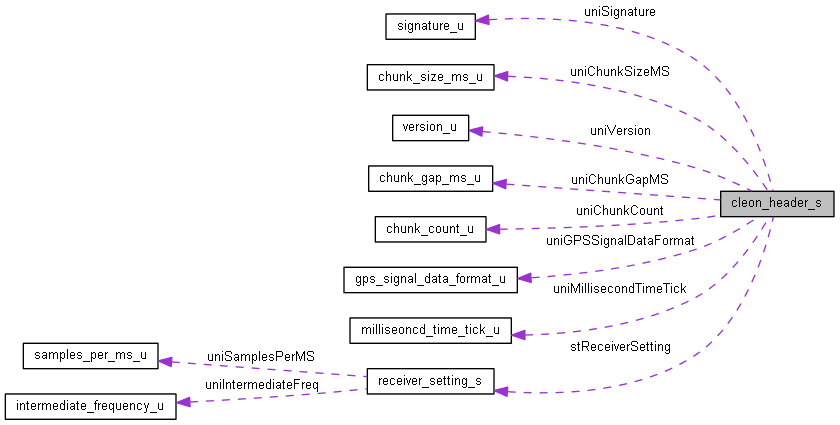 uniSignature
signature_u
uniChunkSizeMS
chunk_size_ms_u
uniVersion
version_u
uniChunkGapMS
chunk_gap_ms_u
cleon_header_s
uniChunkCount
chunk_count_u
uniGPSSignalDataFormat
gps_signal_data_format_u
uniMillisecondTimeTick
milliseoncd_time_tick_u
stReceiverSetting
samples_per_ms_u
uniSamplesPerMS
receiver_setting_s
uniIntermediateFreq
intermediate_frequency_u